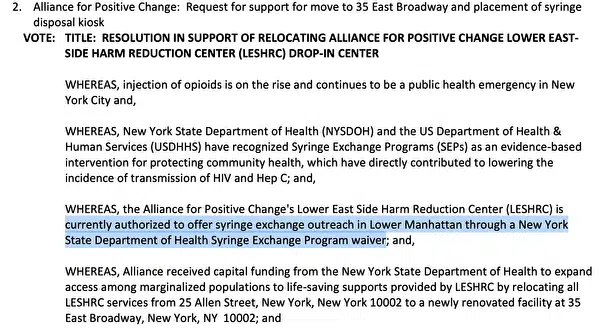 2. Alliance for Positive Change: Request for support for move to 35 East Broadway and placement of syringe
disposal kiosk
VOTE: TITLE: RESOLUTION IN SUPPORT OF RELOCATING ALLIANCE FOR POSITIVE CHANGE LOWER EAST-
SIDE HARM REDUCTION CENTER (LESHRC) DROP-IN CENTER
WHEREAS, injection of opioids is on the rise and continues to be a public health emergency in New
York City and,
WHEREAS, New York State Department of Health (NYSDOH) and the US Department of Health &
Human Services (USDHHS) have recognized Syringe Exchange Programs (SEPs) as an evidence-based
intervention for protecting community health, which have directly contributed to lowering the
incidence of transmission of HIV and Hep C; and,
WHEREAS, the Alliance for Positive Change's Lower East Side Harm Reduction Center (LESHRC) is
currently authorized to offer syringe exchange outreach in Lower Manhattan through a New York
State Department of Health Syringe Exchange Program waiver; and,
WHEREAS, Alliance received capital funding from the New York State Department of Health to expand
access among marginalized populations to life-saving supports provided by LESHRC by relocating all
LESHRC services from 25 Allen Street, New York, New York 10002 to a newly renovated facility at 35
East Broadway, New York, NY 10002; and